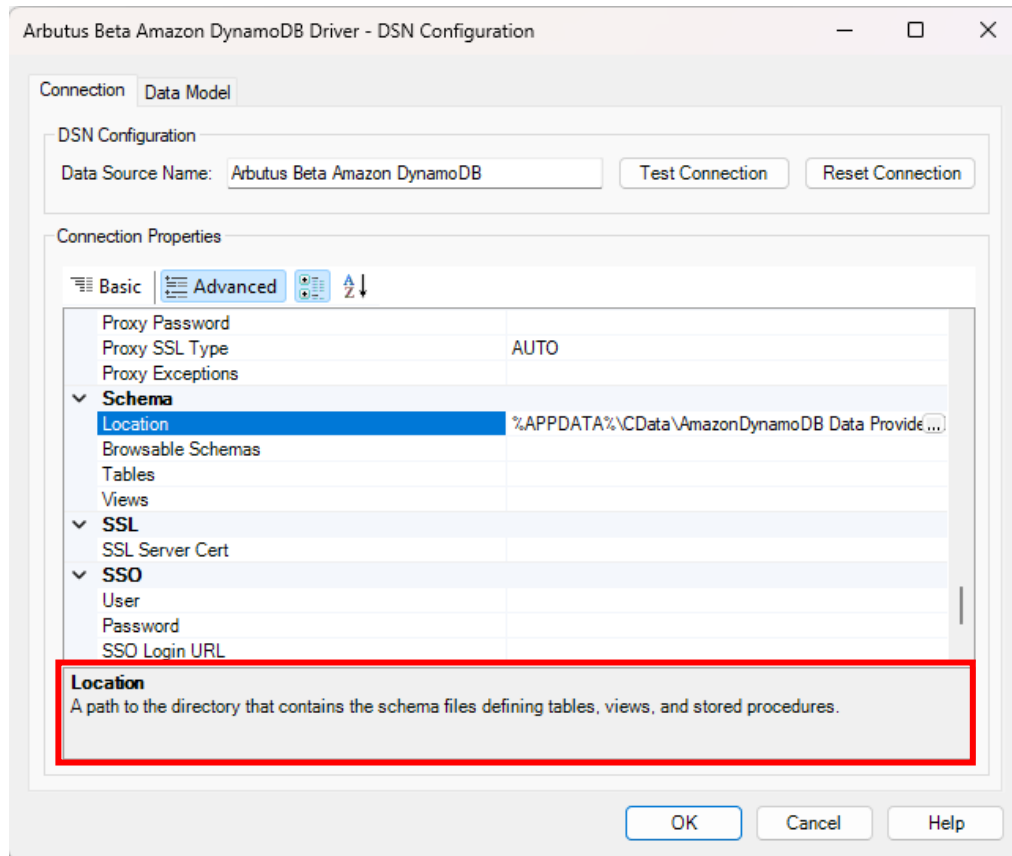 Arbutus Beta Amazon DynamoDB Driver - DSN Configuration
Connection Data Model
DSN Configuration
Data Source Name: Arbutus Beta Amazon DynamoDB Test Connection Reset Connection
Connection Properties
Basic Advanced
Proxy Password
Proxy SSL Type AUTO
Proxy Exceptions
Schema
Location %APPDATA%\CData\AmazonDynamoDB Data Provide ...
Browsable Schemas
Tables
Views
SSL
SSL Server Cert
SSO
User
Password
SSO Login URL
Location
A path to the directory that contains the schema files defining tables, views, and stored procedures.
OK Cancel Help